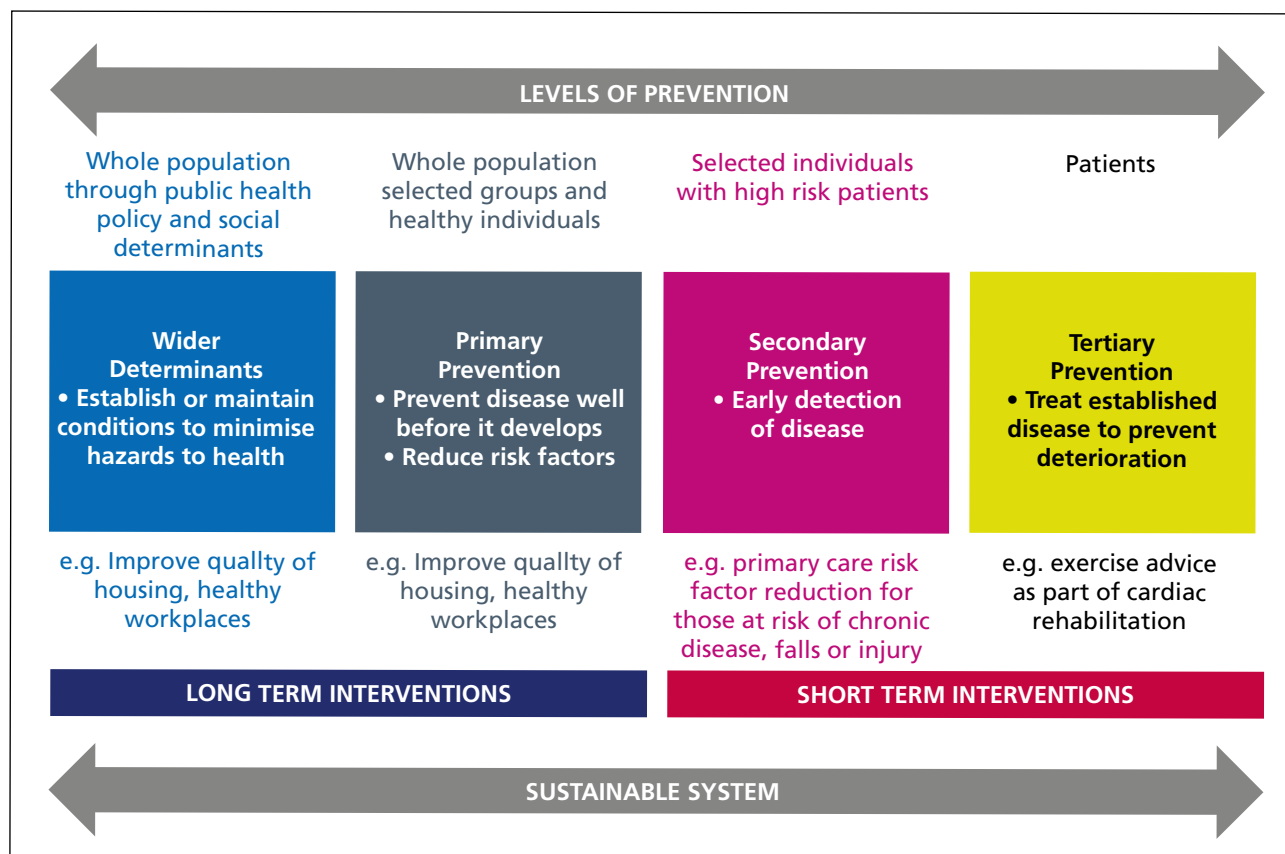 LEVELS OF PREVENTION
Whole population
through public health
policy and social
determinants
Whole population
selected groups and
healthy individuals
Selected individuals
with high risk patients
Patients
Wider
Determinants
• Establish or maintain
conditions to minimise
hazards to health
Primary
Prevention
• Prevent disease well
before it develops
• Reduce risk factors
Secondary
Prevention
• Early detection
of disease
Tertiary
Prevention
• Treat established
disease to prevent
deterioration
e.g. Improve quallty of
housing, healthy
workplaces
e.g. Improve quallty of
housing, healthy
workplaces
e.g. primary care risk
factor reduction for
those at risk of chronic
disease, falls or injury
e.g. exercise advice
as part of cardiac
rehabilitation
LONG TERM INTERVENTIONS
SHORT TERM INTERVENTIONS
SUSTAINABLE SYSTEM